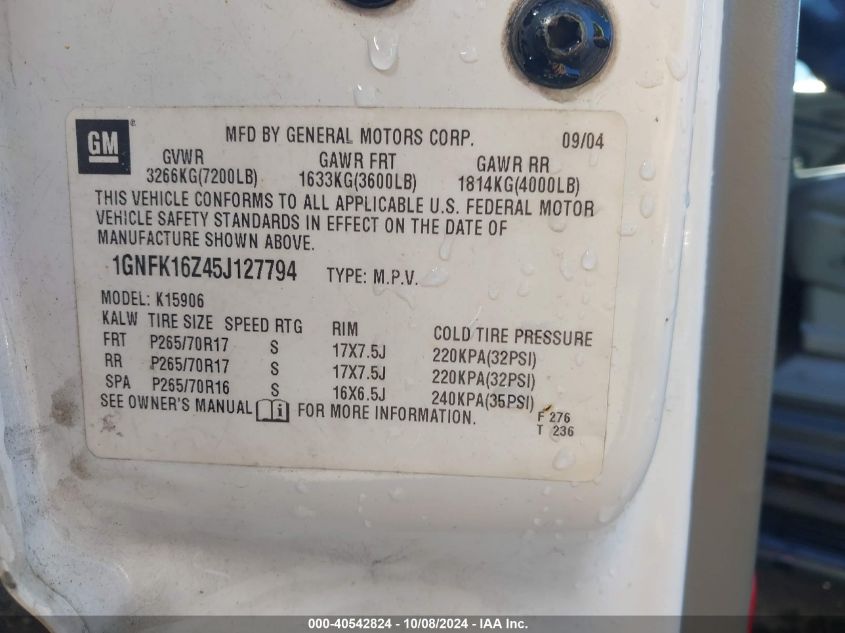 GM ®
MFD BY GENERAL MOTORS CORP. 09/04
GVWR GAWR FRT GAWR RR
3266KG(7200LB) 1633KG(3600LB) 1814KG(4000LB)
THIS VEHICLE CONFORMS TO ALL APPLICABLE U.S. FEDERAL MOTOR
VEHICLE SAFETY STANDARDS IN EFFECT ON THE DATE OF
MANUFACTURE SHOWN ABOVE.
1GNFK16Z45J127794 TYPE: M.P.V.
MODEL: K15906
KALW TIRE SIZE SPEED RTG RIM COLD TIRE PRESSURE
FRT P265/70R17 S 17X7.5J 220KPA(32PSI)
RR P265/70R17 S 17X7.5J 220KPA(32PSI)
SPA P265/70R16 S 16X6.5J 240KPA(35PSI)
SEE OWNER'S MANUAL i FOR MORE INFORMATION.
F 276
T 236
000-40542824 | 10/08/2024 - IAA Inc.